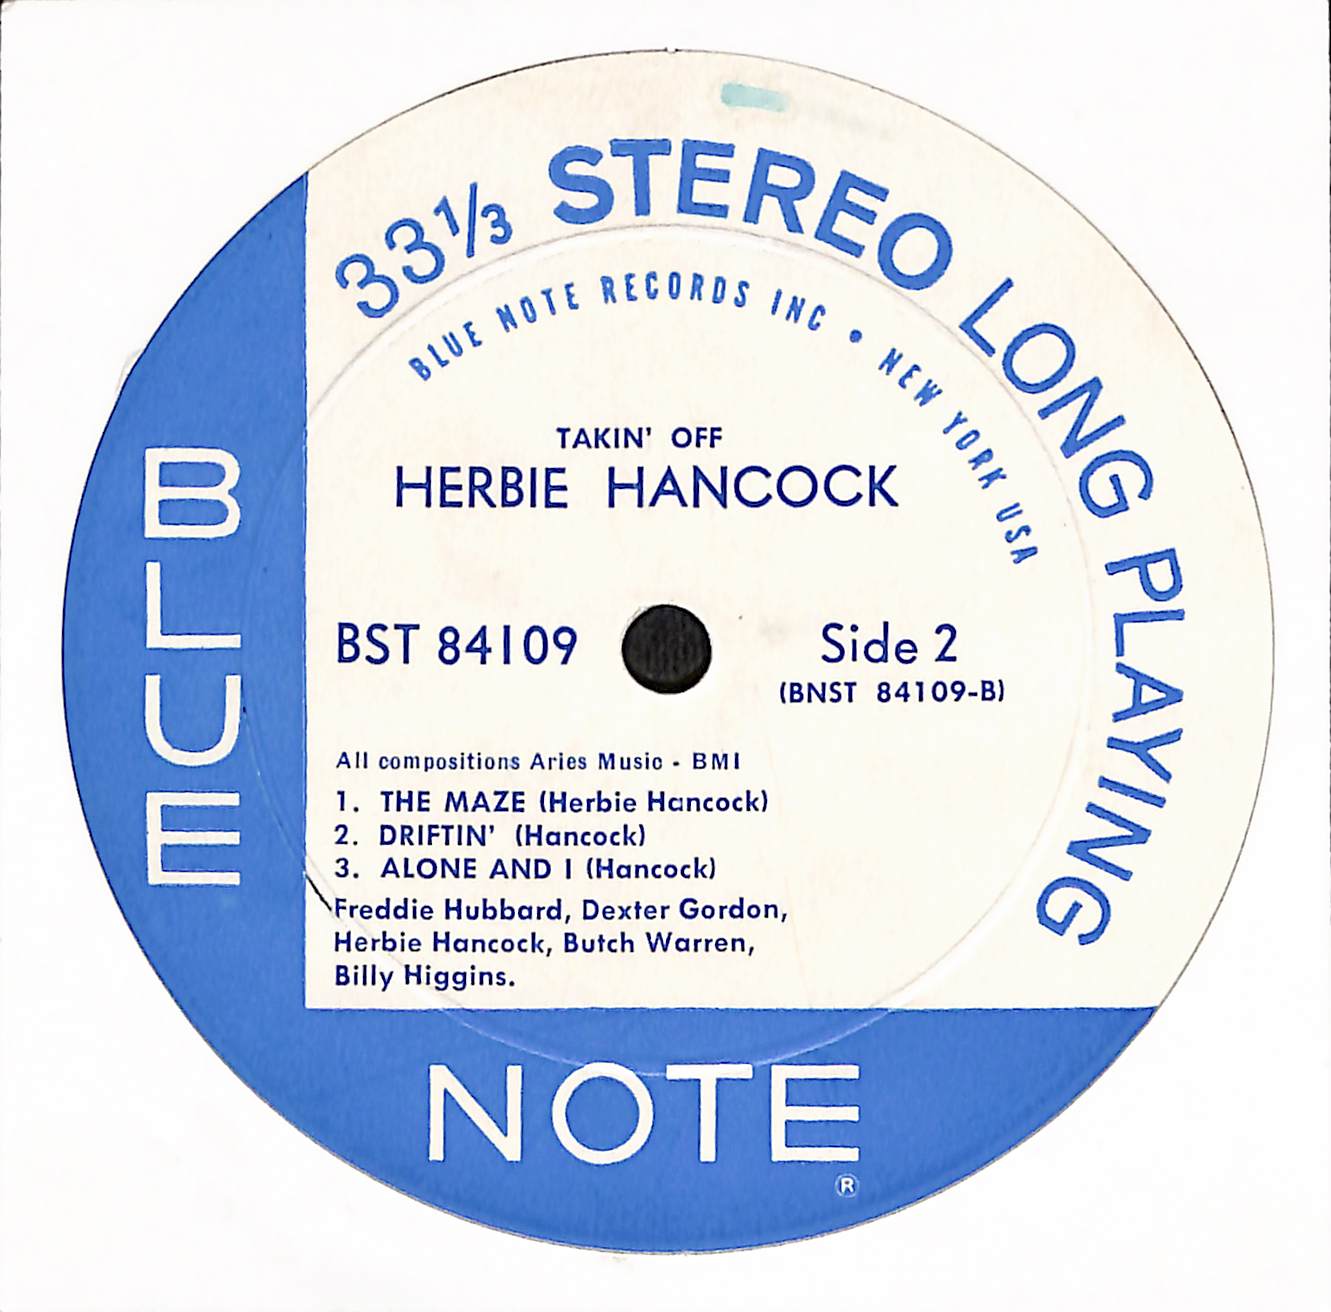 33⅓ STEREO LONG PLAYING
BLUE NOTE RECORDS INC • NEW YORK USA
TAKIN' OFF
HERBIE HANCOCK
BST 84109
Side 2
(BNST 84109-B)
All compositions Aries Music - BMI
1. THE MAZE (Herbie Hancock)
2. DRIFTIN' (Hancock)
3. ALONE AND I (Hancock)
Freddie Hubbard, Dexter Gordon,
Herbie Hancock, Butch Warren,
Billy Higgins.
BLUE
NOTE
®